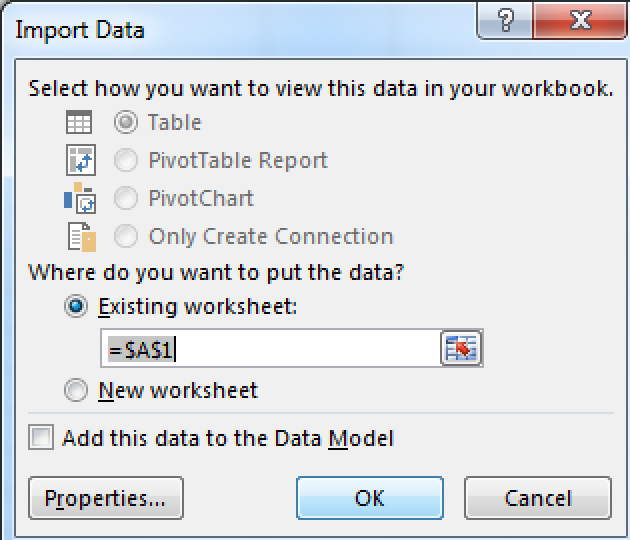 Import Data
?
Select how you want to view this data in your workbook.
Table
PivotTable Report
PivotChart
Only Create Connection
Where do you want to put the data?
Existing worksheet:
=$A$1
New worksheet
Add this data to the Data Model
Properties...
OK
Cancel